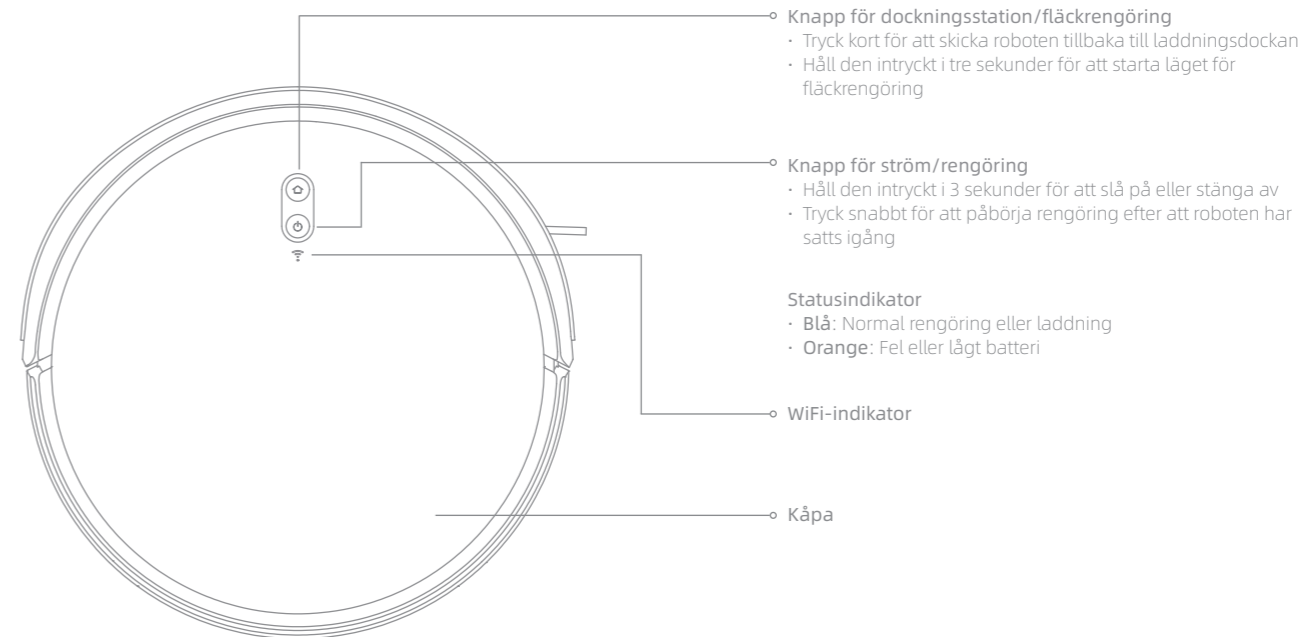 Knapp för dockningsstation/fläckrengöring
· Tryck kort för att skicka roboten tillbaka till laddningsdockan
· Håll den intryckt i tre sekunder för att starta läget för
fläckrengöring
Knapp för ström/rengöring
· Håll den intryckt i 3 sekunder för att slå på eller stänga av
· Tryck snabbt för att påbörja rengöring efter att roboten har
satts igång
Statusindikator
· Blå: Normal rengöring eller laddning
· Orange: Fel eller lågt batteri
WiFi-indikator
Kåpa